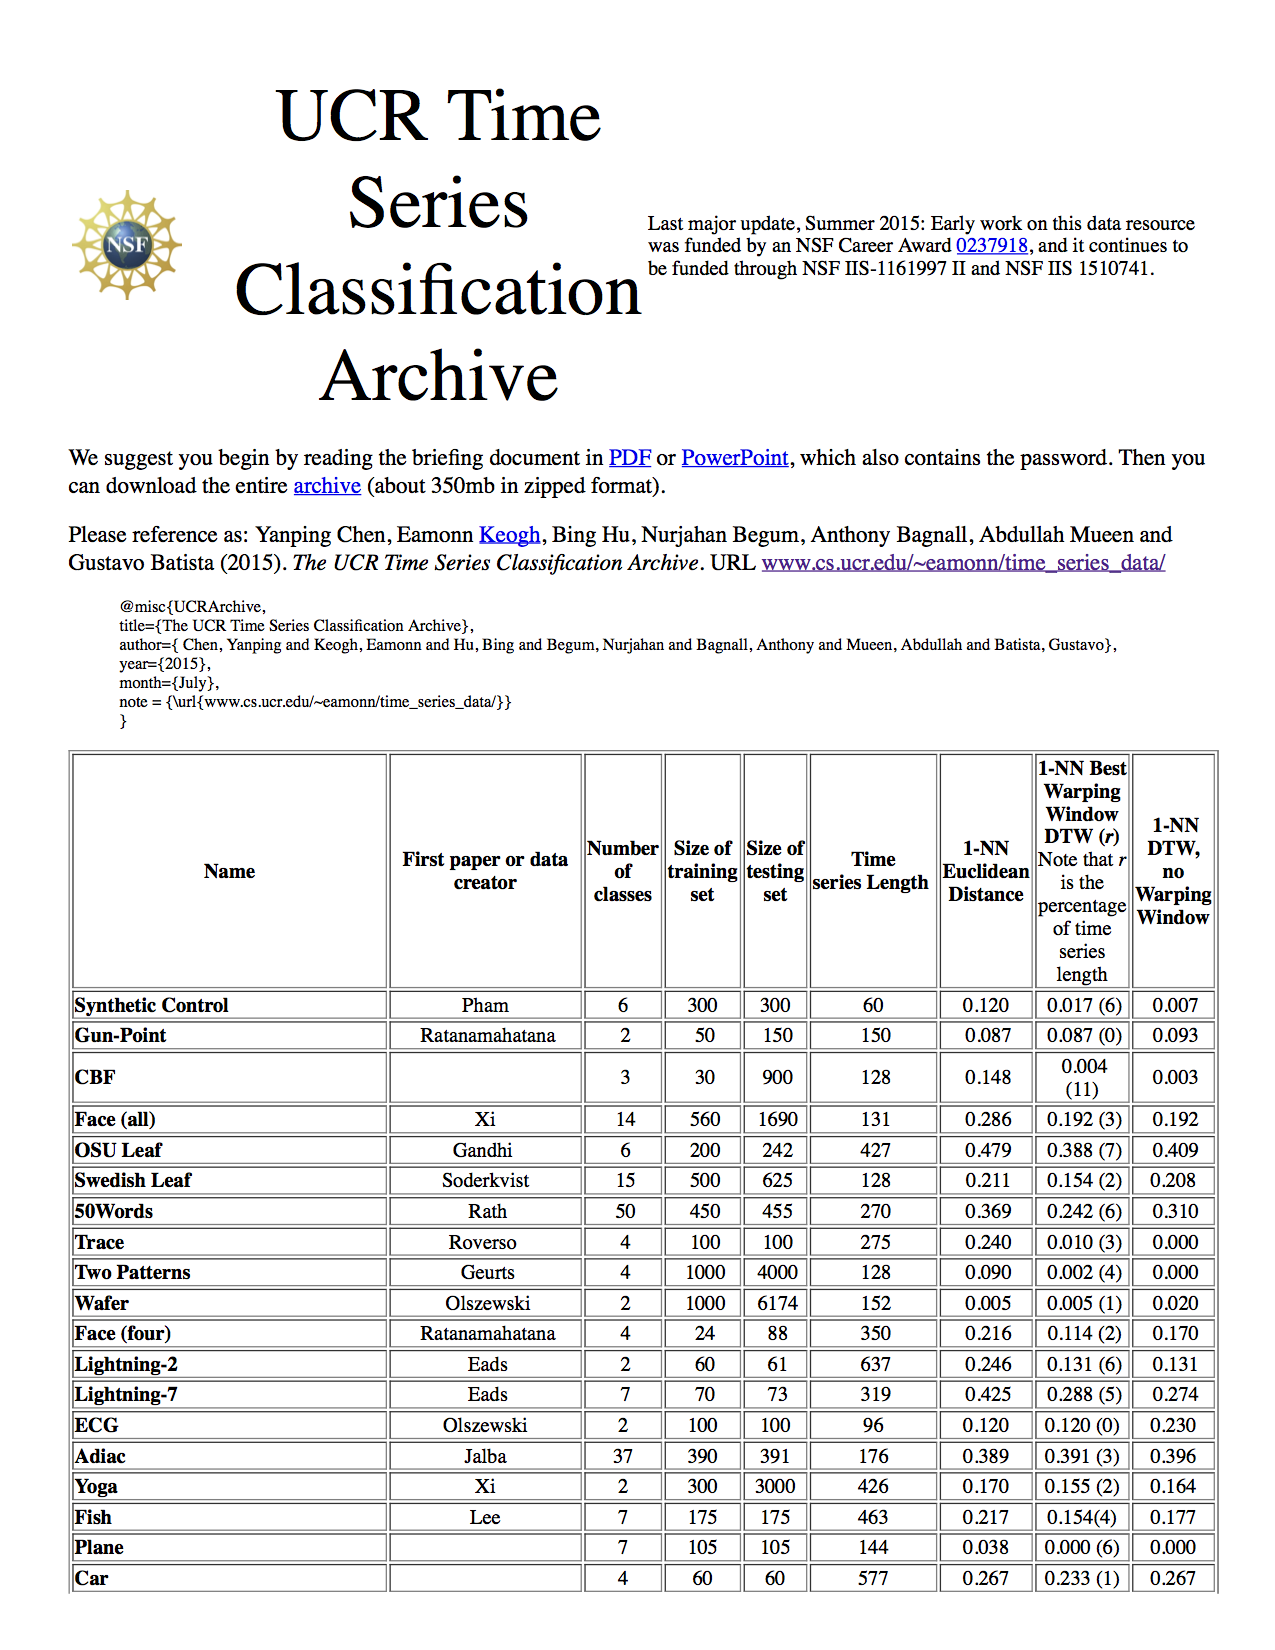 UCR Time
Series
Classification
Archive
NSF
Last major update, Summer 2015: Early work on this data resource
was funded by an NSF Career Award 0237918, and it continues to
be funded through NSF IIS-1161997 II and NSF IIS 1510741.
We suggest you begin by reading the briefing document in PDF or PowerPoint, which also contains the password. Then you
can download the entire archive (about 350mb in zipped format).
Please reference as: Yanping Chen, Eamonn Keogh, Bing Hu, Nurjahan Begum, Anthony Bagnall, Abdullah Mueen and
Gustavo Batista (2015). The UCR Time Series Classification Archive. URL www.cs.ucr.edu/~eamonn/time_series_data/
@misc{UCRArchive,
title={The UCR Time Series Classification Archive},
author={ Chen, Yanping and Keogh, Eamonn and Hu, Bing and Begum, Nurjahan and Bagnall, Anthony and Mueen, Abdullah and Batista, Gustavo},
year={2015},
month={July},
note = {\url{www.cs.ucr.edu/~eamonn/time_series_data/}}
}
Name
First paper or data
creator
Number
of
classes
Size of
training
set
Size of
testing
set
Time
series Length
1-NN
Euclidean
Distance
1-NN Best
Warping
Window
DTW (r)
Note that r
is the
percentage
of time
series
length
1-NN
DTW,
no
Warping
Window
Synthetic Control Pham 6 300 300 60 0.120 0.017 (6) 0.007
Gun-Point Ratanamahatana 2 50 150 150 0.087 0.087 (0) 0.093
CBF 3 30 900 128 0.148 0.004 (11) 0.003
Face (all) Xi 14 560 1690 131 0.286 0.192 (3) 0.192
OSU Leaf Gandhi 6 200 242 427 0.479 0.388 (7) 0.409
Swedish Leaf Soderkvist 15 500 625 128 0.211 0.154 (2) 0.208
50Words Rath 50 450 455 270 0.369 0.242 (6) 0.310
Trace Roverso 4 100 100 275 0.240 0.010 (3) 0.000
Two Patterns Geurts 4 1000 4000 128 0.090 0.002 (4) 0.000
Wafer Olszewski 2 1000 6174 152 0.005 0.005 (1) 0.020
Face (four) Ratanamahatana 4 24 88 350 0.216 0.114 (2) 0.170
Lightning-2 Eads 2 60 61 637 0.246 0.131 (6) 0.131
Lightning-7 Eads 7 70 73 319 0.425 0.288 (5) 0.274
ECG Olszewski 2 100 100 96 0.120 0.120 (0) 0.230
Adiac Jalba 37 390 391 176 0.389 0.391 (3) 0.396
Yoga Xi 2 300 3000 426 0.170 0.155 (2) 0.164
Fish Lee 7 175 175 463 0.217 0.154(4) 0.177
Plane 7 105 105 144 0.038 0.000 (6) 0.000
Car 4 60 60 577 0.267 0.233 (1) 0.267